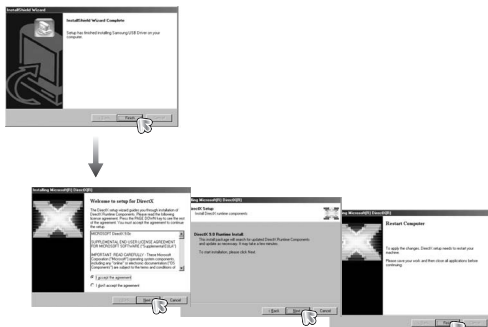 InstallShield Wizard
InstallShield Wizard Complete
Setup has finished installing Samsung USB Driver on your
computer.
Finish
Installing Microsoft(R) DirectX(R)
Welcome to setup for DirectX
The DirectX setup wizard guides you through installation of
DirectX Runtime Components. Please read the following
license agreement. Press the PAGE DOWN key to see the rest
of the agreement. You must accept the agreement to continue
the setup.
MICROSOFT DirectX
SUPPLEMENTAL END USER LICENSE AGREEMENT
FOR MICROSOFT SOFTWARE ("Supplemental EULA")
IMPORTANT: READ CAREFULLY - These Microsoft
Corporation ("Microsoft") operating system components,
including any "online" or electronic documentation ("OS
Components") are subject to the terms and conditions of
I accept the agreement
I don't accept the agreement
Next
Cancel
ing Microsoft(R) DirectX(R)
irectX Setup
Install DirectX runtime components.
DirectX 9.0 Runtime Install
The install package will search for updated DirectX Runtime Components
and update as necessary. It may take a few minutes.
To start installation, please click Next.
< Back
Next
Cancel
ing Microsoft(R) DirectX(R)
Restart Computer
To apply the changes, DirectX setup needs to restart your
machine.
Please save your work and then close all applications before
continuing.